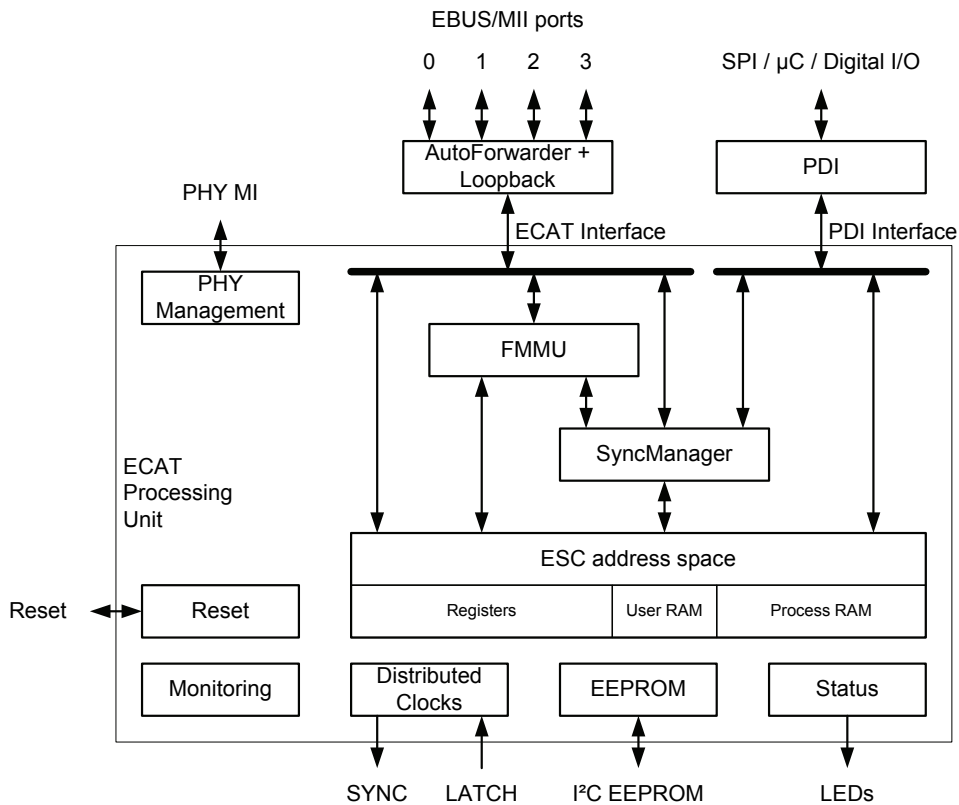 EBUS/MII ports
0 1 2 3
SPI / µC / Digital I/O
AutoForwarder +
Loopback
PDI
PHY MI
ECAT Interface
PDI Interface
PHY
Management
FMMU
SyncManager
ECAT
Processing
Unit
ESC address space
Registers
User RAM
Process RAM
Reset
Reset
Monitoring
Distributed
Clocks
EEPROM
Status
SYNC
LATCH
I²C EEPROM
LEDs